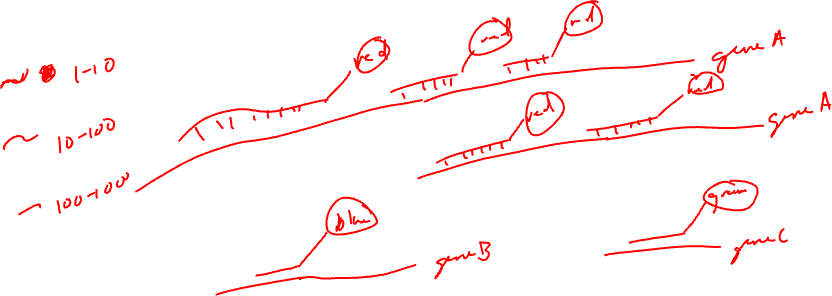 red
red
red
gene A
1-10
red
red
gene A
10-100
100-1000
blue
green
gene B
gene C